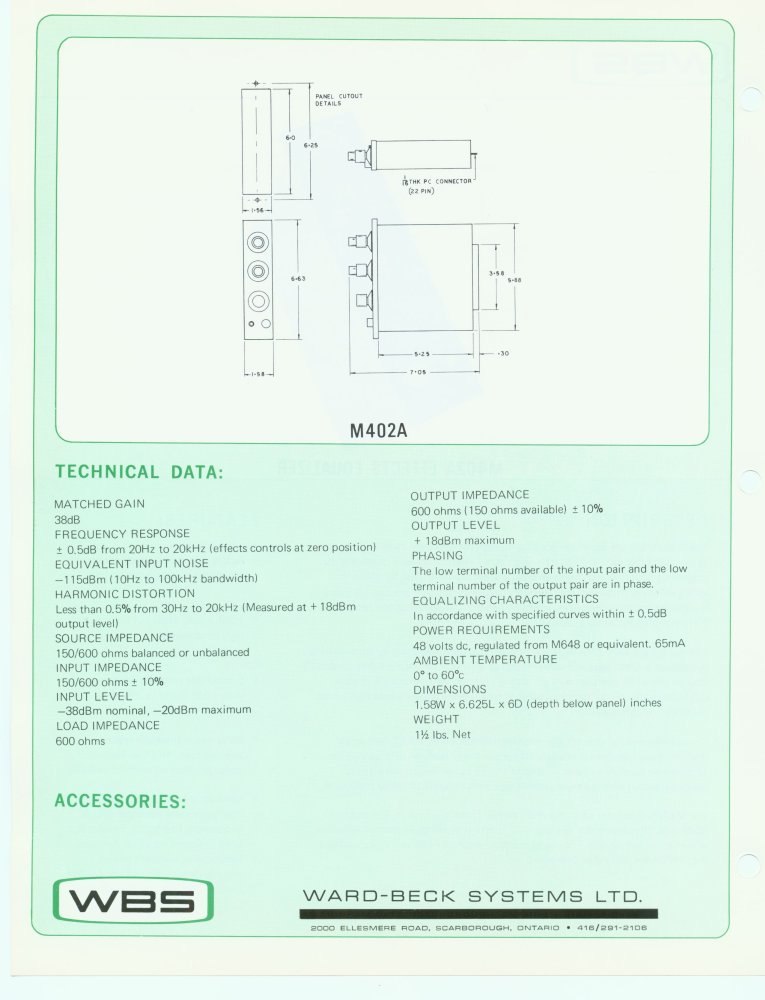 PANEL CUTOUT
DETAILS
6·0
6·25
1·56
THK PC CONNECTOR
(22 PIN)
6·63
1·58
3·58
5·88
5·25
·30
7·05
M402A
TECHNICAL DATA:
MATCHED GAIN
38dB
FREQUENCY RESPONSE
± 0.5dB from 20Hz to 20kHz (effects controls at zero position)
EQUIVALENT INPUT NOISE
—115dBm (10Hz to 100kHz bandwidth)
HARMONIC DISTORTION
Less than 0.5% from 30Hz to 20kHz (Measured at + 18dBm
output level)
SOURCE IMPEDANCE
150/600 ohms balanced or unbalanced
INPUT IMPEDANCE
150/600 ohms ± 10%
INPUT LEVEL
—38dBm nominal, —20dBm maximum
LOAD IMPEDANCE
600 ohms
OUTPUT IMPEDANCE
600 ohms (150 ohms available) ± 10%
OUTPUT LEVEL
+ 18dBm maximum
PHASING
The low terminal number of the input pair and the low
terminal number of the output pair are in phase.
EQUALIZING CHARACTERISTICS
In accordance with specified curves within ± 0.5dB
POWER REQUIREMENTS
48 volts dc, regulated from M648 or equivalent. 65mA
AMBIENT TEMPERATURE
0° to 60°c
DIMENSIONS
1.58W x 6.625L x 6D (depth below panel) inches
WEIGHT
1½ lbs. Net
ACCESSORIES:
WBS
WARD-BECK SYSTEMS LTD.
2000 ELLESMERE ROAD, SCARBOROUGH, ONTARIO • 416/291-2106